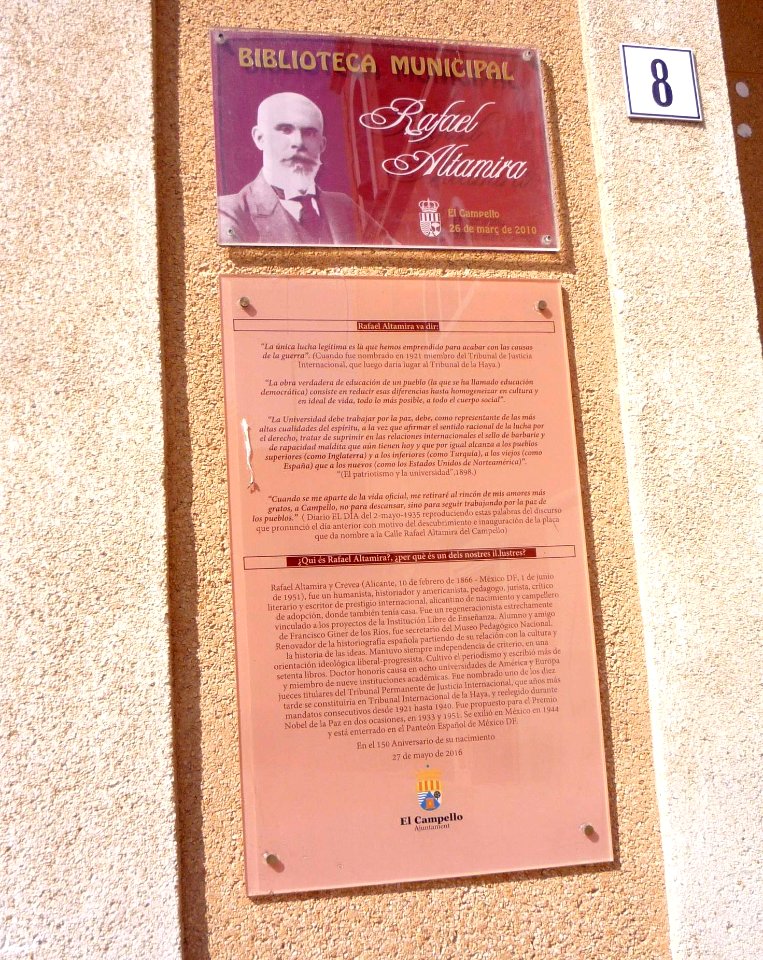 BIBLIOTECA MUNICIPAL
Rafael
Altamira
El Campello
26 de març de 2010
8
Rafael Altamira va dir:
"La única lucha legítima es la que hemos emprendido para acabar con las causas
de la guerra". (Cuando fue nombrado en 1921 miembro del Tribunal de Justicia
Internacional, que luego daría lugar al Tribunal de la Haya.)
"La obra verdadera de educación de un pueblo (la que se ha llamado educación
democrática) consiste en reducir esas diferencias hasta homogeneizar en cultura y
en ideal de vida, todo lo más posible, a todo el cuerpo social".
"La Universidad debe trabajar por la paz, debe, como representante de las más
altas cualidades del espíritu, a la vez que afirmar el sentido racional de la lucha por
el derecho, tratar de suprimir en las relaciones internacionales el sello de barbarie y
de rapacidad maldita que aún tienen hoy y que por igual alcanza a los pueblos
superiores (como Inglaterra) y a los inferiores (como Turquía), a los viejos (como
España) que a los nuevos (como los Estados Unidos de Norteamérica)".
"(El patriotismo y la universidad".1898.)
"Cuando se me aparte de la vida oficial, me retiraré al rincón de mis amores más
gratos, a Campello, no para descansar, sino para seguir trabajando por la paz de
los pueblos." ( Diario EL DÍA del 2-mayo-1935 reproduciendo estas palabras del discurso
que pronunció el día anterior con motivo del descubrimiento e inauguración de la plaça
que da nombre a la Calle Rafael Altamira del Campello)
¿Qui és Rafael Altamira?, ¿per què és un dels nostres il.lustres?
Rafael Altamira y Crevea (Alicante, 10 de febrero de 1866 - México DF, 1 de junio
de 1951), fue un humanista, historiador y americanista, pedagogo, jurista, crítico
literario y escritor de prestigio internacional, alicantino de nacimiento y campellero
de adopción, donde también tenía casa. Fue un regeneracionista estrechamente
vinculado a los proyectos de la Institución Libre de Enseñanza. Alumno y amigo
de Francisco Giner de los Ríos, fue secretario del Museo Pedagógico Nacional.
Renovador de la historiografía española partiendo de su relación con la cultura y
la historia de las ideas. Mantuvo siempre independencia de criterio, en una
orientación ideológica liberal-progresista. Cultivó el periodismo y escribió más de
setenta libros. Doctor honoris causa en ocho universidades de América y Europa
y miembro de nueve instituciones académicas. Fue nombrado uno de los diez
jueces titulares del Tribunal Permanente de Justicia Internacional, que años más
tarde se constituiría en Tribunal Internacional de la Haya, y reelegido durante
mandatos consecutivos desde 1921 hasta 1940. Fue propuesto para el Premio
Nobel de la Paz en dos ocasiones, en 1933 y 1951. Se exilió en México en 1944
y está enterrado en el Panteón Español de México DF.
En el 150 Aniversario de su nacimiento
27 de mayo de 2016
El Campello
Ajuntament